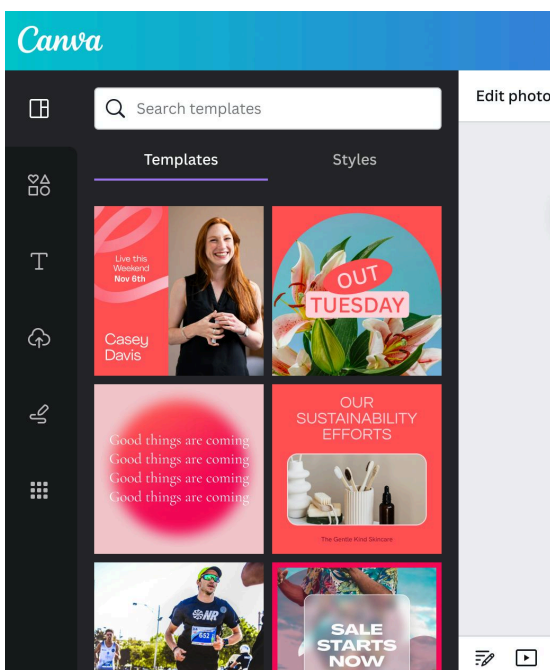 Canva
Search templates
Edit photo
Templates
Styles
Live this
Weekend
Nov 6th
Casey
Davis
OUT
TUESDAY
Good things are coming
Good things are coming
Good things are coming
Good things are coming
OUR
SUSTAINABILITY
EFFORTS
The Gentle Kind Skincare
NR
652
SALE
STARTS
NOW
T